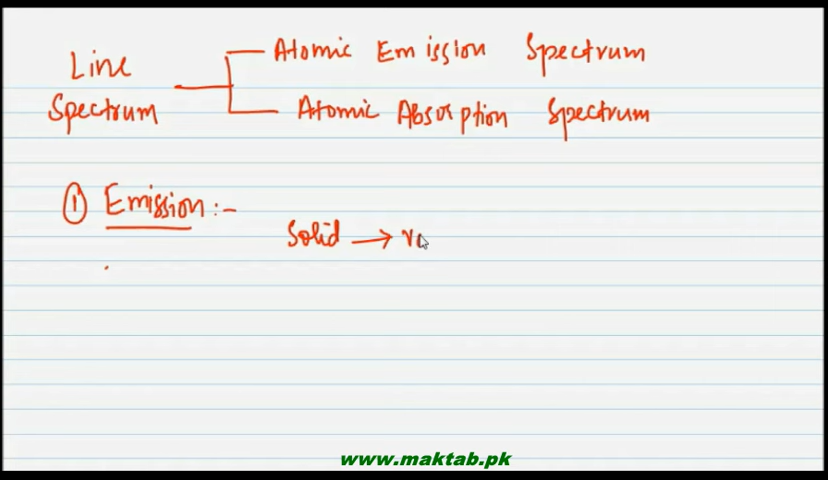 Line Spectrum
Atomic Emission Spectrum
Atomic Absorption Spectrum
① Emission :-
Solid →
www.maktab.pk